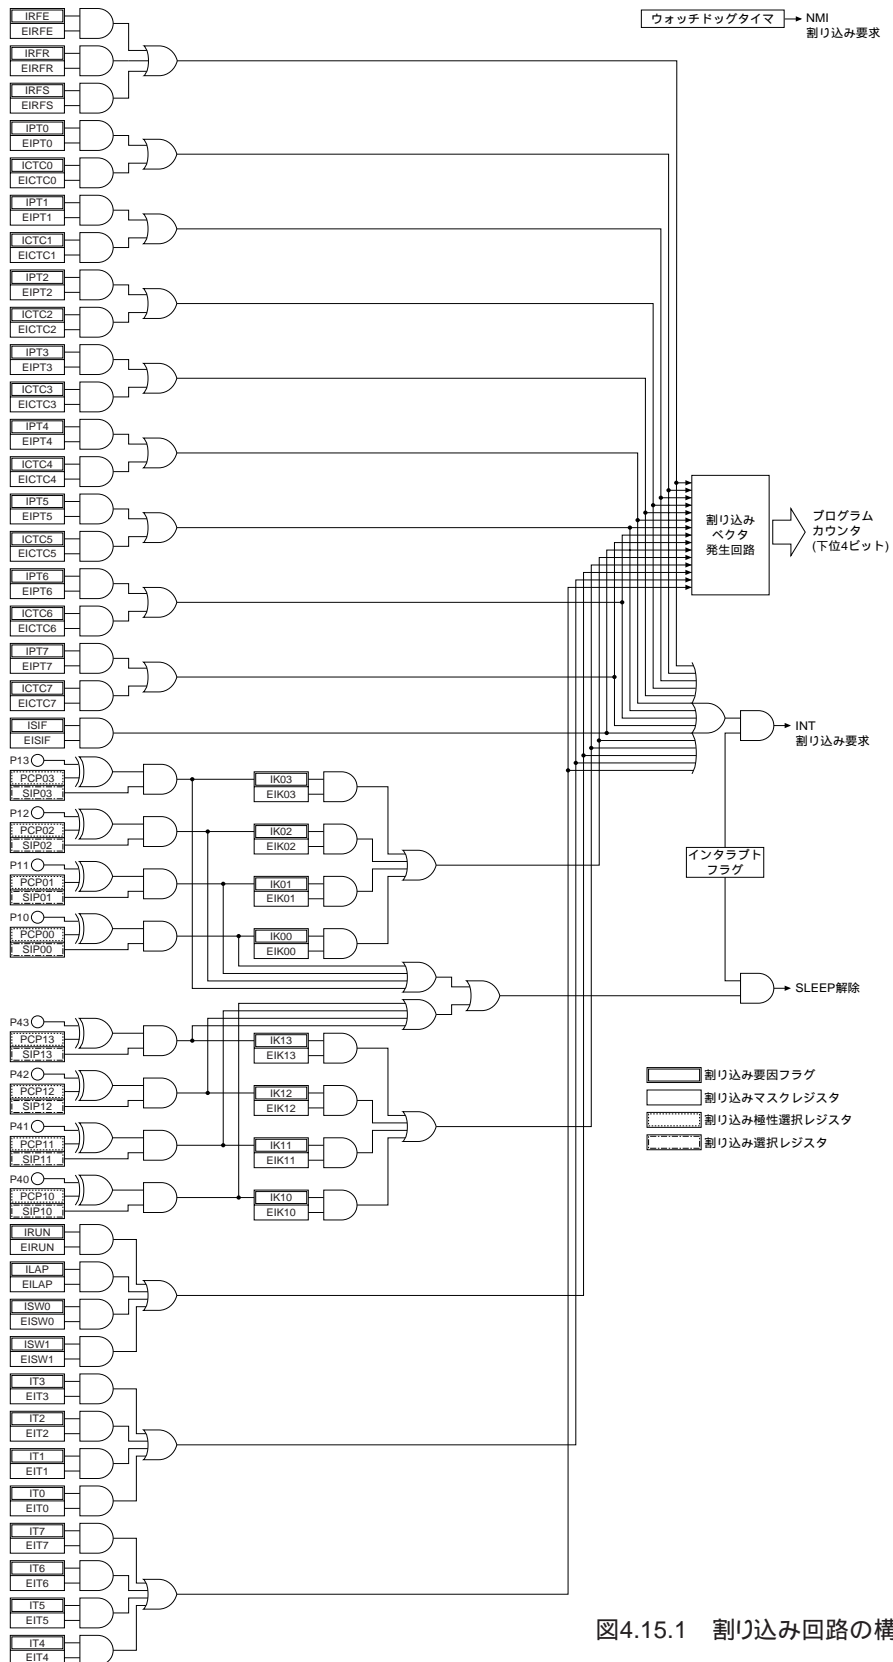 IRFE
EIRFE
IRFR
EIRFR
IRFS
EIRFS
IPT0
EIPT0
ICTC0
EICTC0
IPT1
EIPT1
ICTC1
EICTC1
IPT2
EIPT2
ICTC2
EICTC2
IPT3
EIPT3
ICTC3
EICTC3
IPT4
EIPT4
ICTC4
EICTC4
IPT5
EIPT5
ICTC5
EICTC5
IPT6
EIPT6
ICTC6
EICTC6
IPT7
EIPT7
ICTC7
EICTC7
ISIF
EISIF
P13
PCP03
SIP03
P12
PCP02
SIP02
P11
PCP01
SIP01
P10
PCP00
SIP00
IK03
EIK03
IK02
EIK02
IK01
EIK01
IK00
EIK00
P43
PCP13
SIP13
P42
PCP12
SIP12
P41
PCP11
SIP11
P40
PCP10
SIP10
IK13
EIK13
IK12
EIK12
IK11
EIK11
IK10
EIK10
IRUN
EIRUN
ILAP
EILAP
ISW0
EISW0
ISW1
EISW1
IT3
EIT3
IT2
EIT2
IT1
EIT1
IT0
EIT0
IT7
EIT7
IT6
EIT6
IT5
EIT5
IT4
EIT4
ウォッチドッグタイマ
NMI
割り込み要求
割り込み
ベクタ
発生回路
プログラム
カウンタ
(下位4ビット)
INT
割り込み要求
インタラプト
フラグ
SLEEP解除
割り込み要因フラグ
割り込みマスクレジスタ
割り込み極性選択レジスタ
割り込み選択レジスタ
図4.15.1 割り込み回路の構